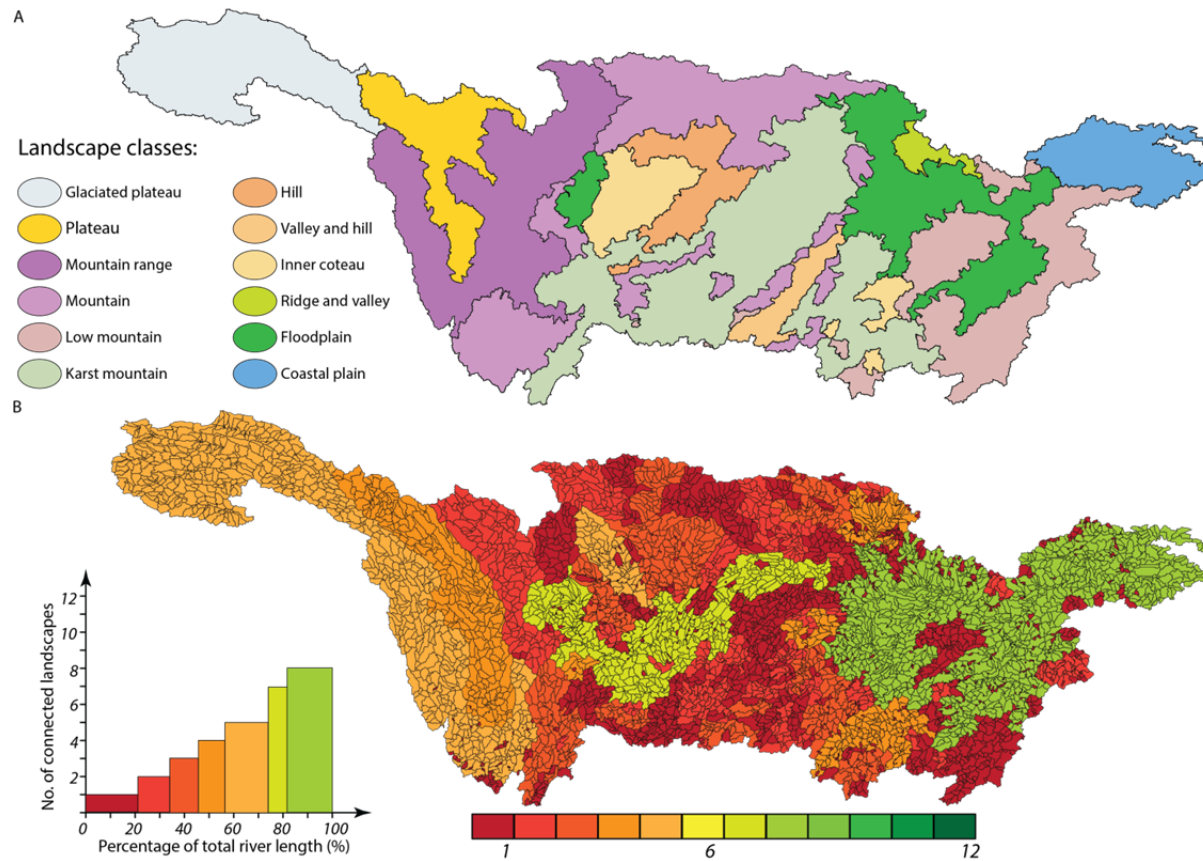 A
Landscape classes:
Glaciated plateau
Plateau
Mountain range
Mountain
Low mountain
Karst mountain
Hill
Valley and hill
Inner coteau
Ridge and valley
Floodplain
Coastal plain
B
No. of connected landscapes
12
10
8
6
4
2
0 20 40 60 80 100
Percentage of total river length (%)
1 6 12